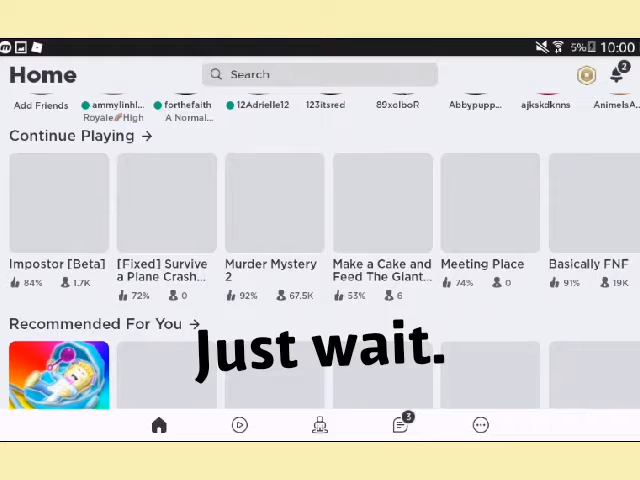 5% 10:00
Home
Search
2
Add Friends ammylinhl... forthefaith 12Adrielle12 123itsred 89xolboR Abbypupp... ajkskdknns AnimeIsA...
Royale High A Normal...
Continue Playing →
Impostor [Beta] [Fixed] Survive Murder Mystery Make a Cake and Meeting Place Basically FNF
a Plane Crash... 2 Feed The Giant...
84% 1.7K 74% 0 91% 19K
72% 0 92% 67.5K 53% 6
Recommended For You →
Just wait.
3